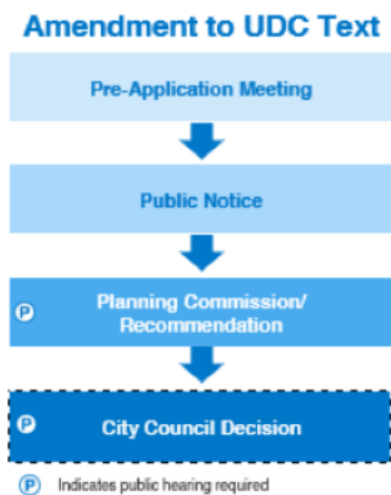 Amendment to UDC Text
Pre-Application Meeting
Public Notice
P
Planning Commission/
Recommendation
P
City Council Decision
P Indicates public hearing required